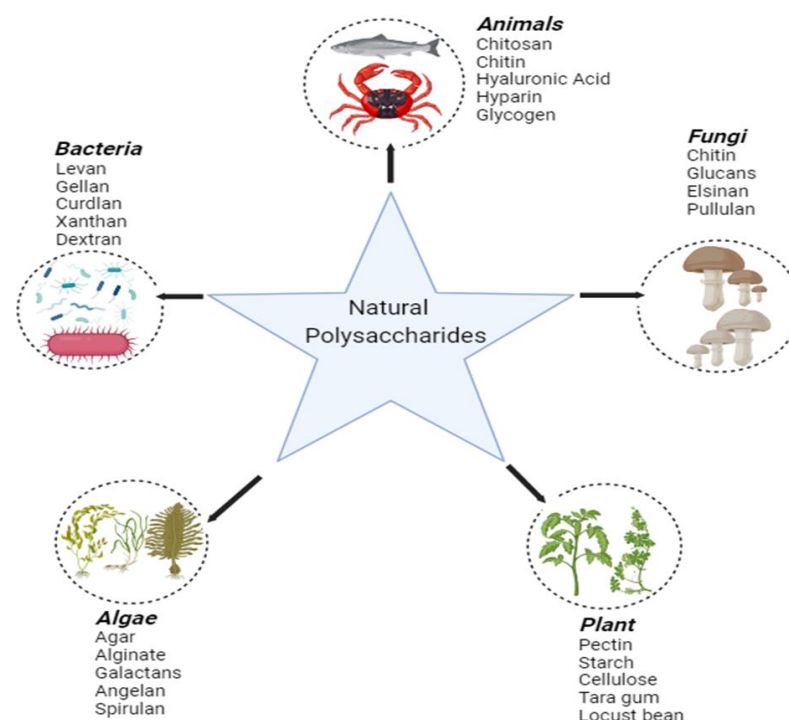 Animals
Chitosan
Chitin
Hyaluronic Acid
Hyparin
Glycogen
Bacteria
Levan
Gellan
Curdlan
Xanthan
Dextran
Fungi
Chitin
Glucans
Elsinan
Pullulan
Natural
Polysaccharides
Algae
Agar
Alginate
Galactans
Angelan
Spirulan
Plant
Pectin
Starch
Cellulose
Tara gum
Locust bean